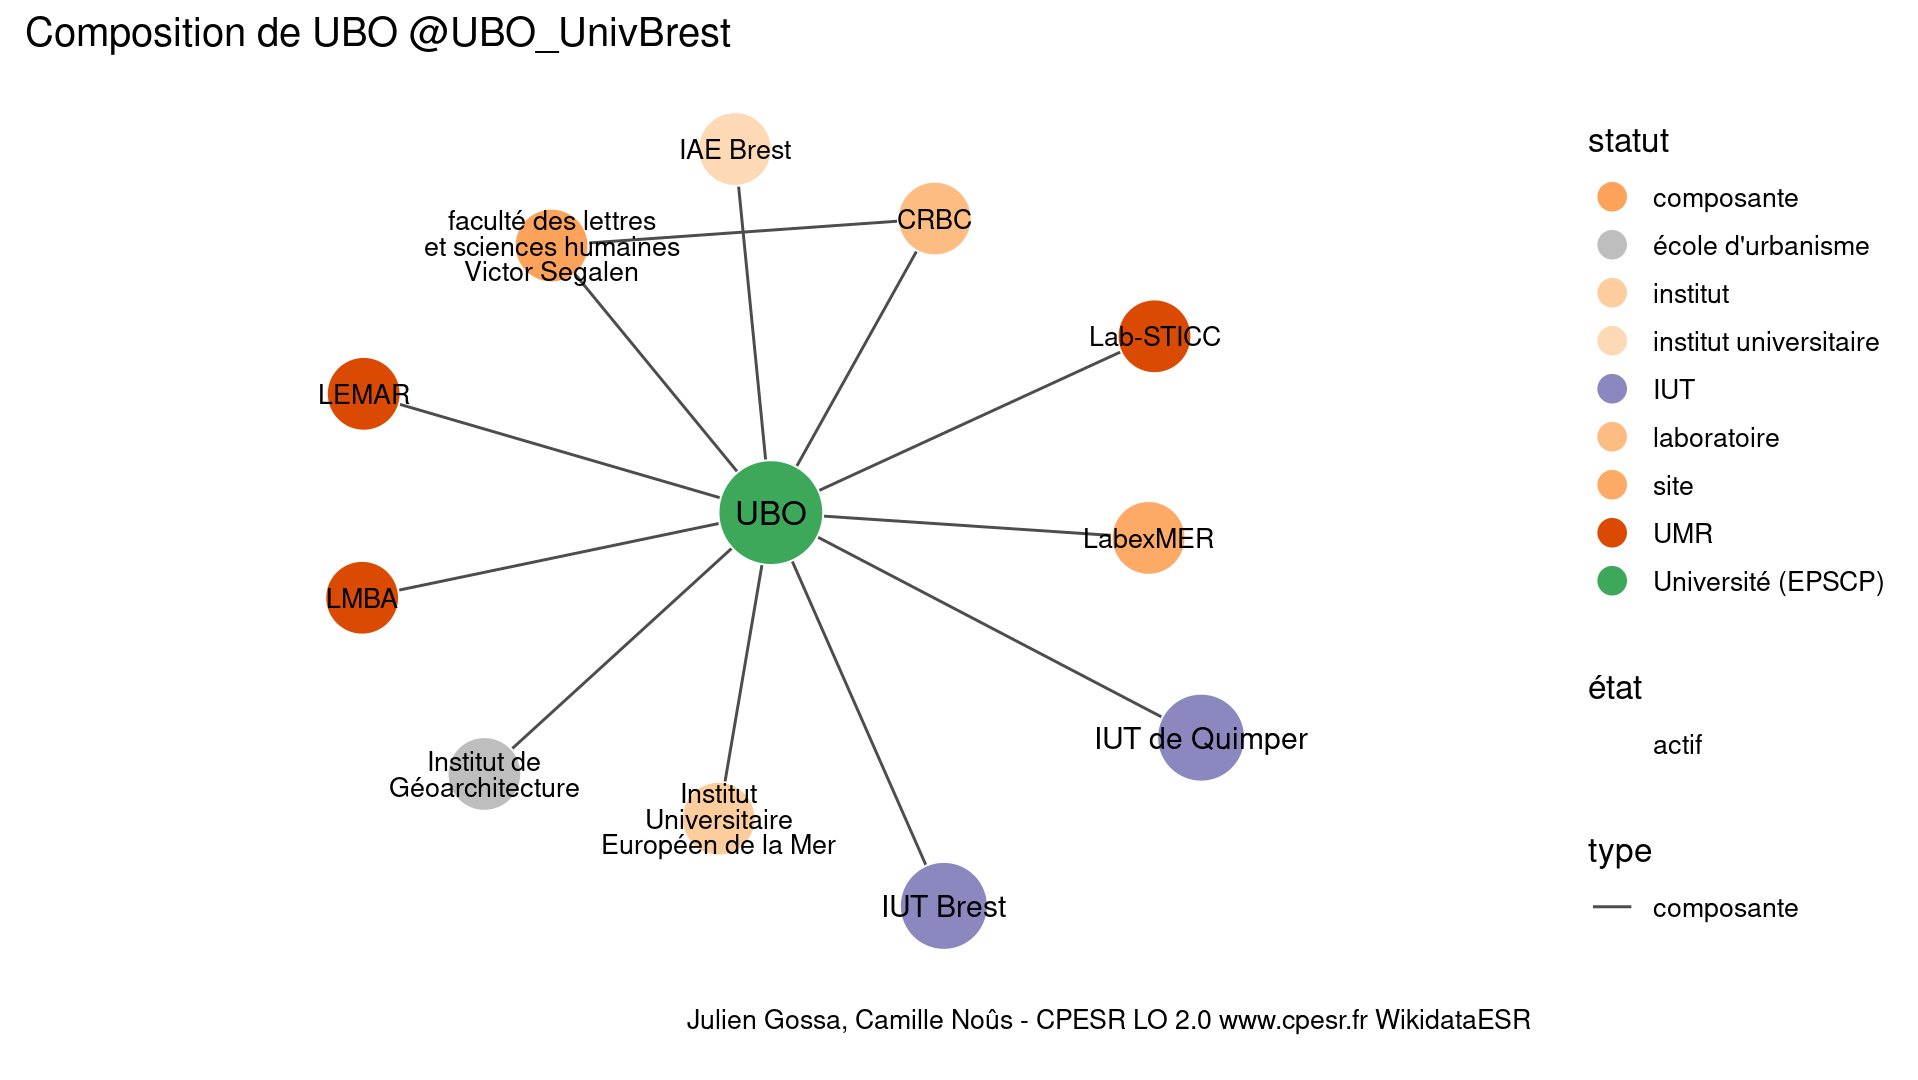 Composition de UBO @UBO_UnivBrest
IAE Brest
CRBC
faculté des lettres
et sciences humaines
Victor Segalen
Lab-STICC
LEMAR
UBO
LabexMER
LMBA
IUT de Quimper
Institut de
Géoarchitecture
Institut
Universitaire
Européen de la Mer
IUT Brest
statut
composante
école d'urbanisme
institut
institut universitaire
IUT
laboratoire
site
UMR
Université (EPSCP)
état
actif
type
composante
Julien Gossa, Camille Noûs - CPESR LO 2.0 www.cpesr.fr WikidataESR